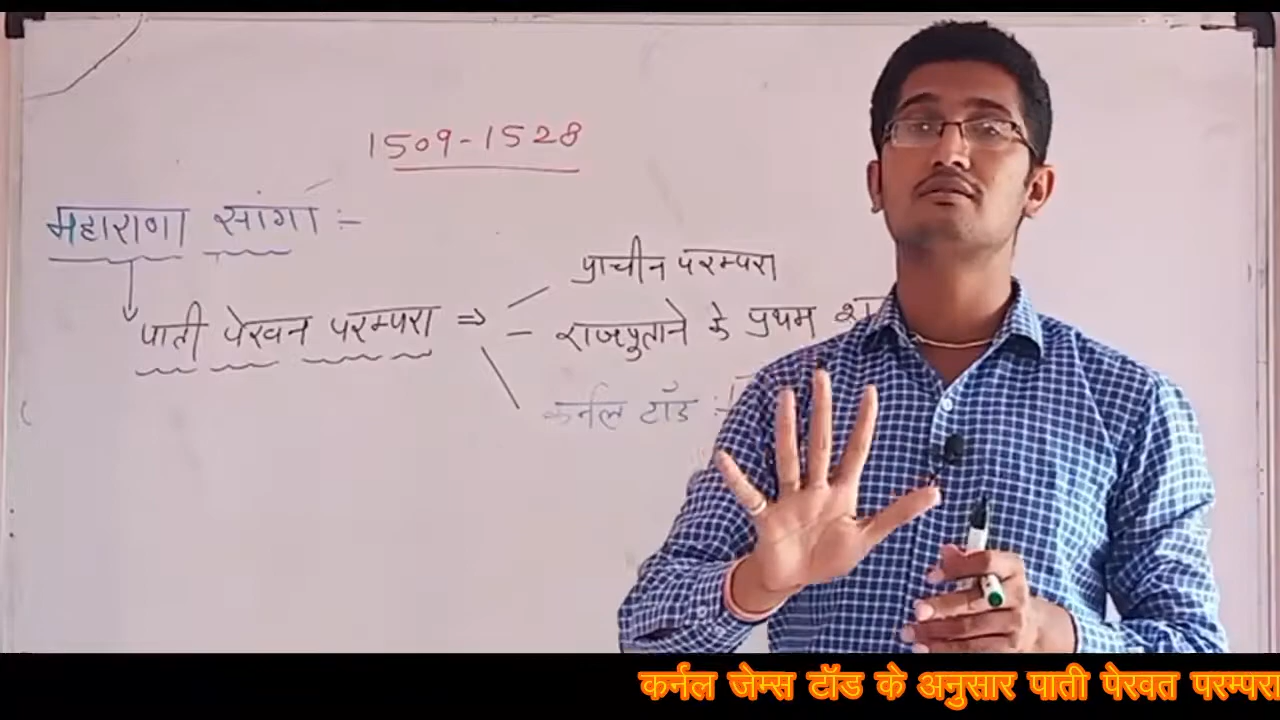 1509-1528
महाराणा सांगा :-
पाती पेरवन परम्परा ⇒
प्राचीन परम्परा
- राजपुताने के प्रथम
कर्नल टॉड :-
कर्नल जेम्स टॉड के अनुसार पाती पेरवत परम्परा